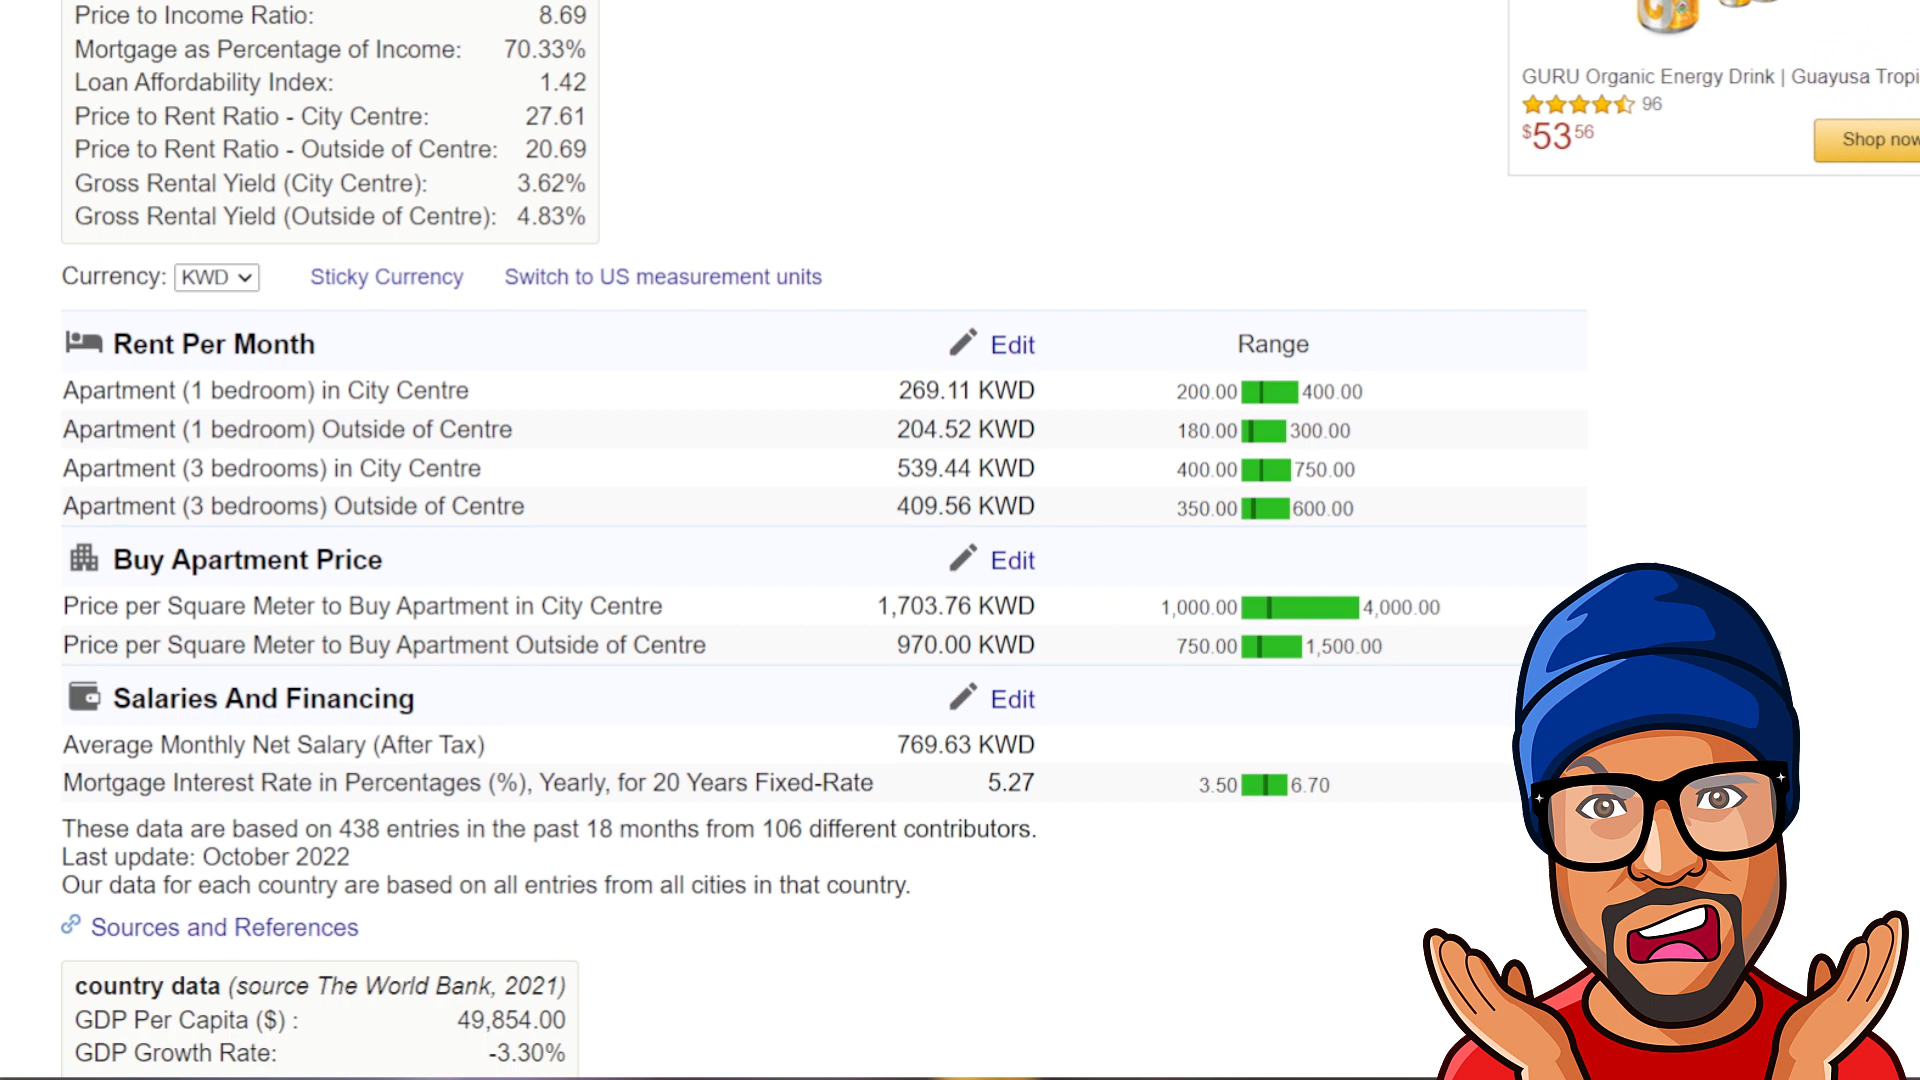 Price to Income Ratio: 8.69
Mortgage as Percentage of Income: 70.33%
Loan Affordability Index: 1.42
Price to Rent Ratio - City Centre: 27.61
Price to Rent Ratio - Outside of Centre: 20.69
Gross Rental Yield (City Centre): 3.62%
Gross Rental Yield (Outside of Centre): 4.83%
GURU Organic Energy Drink | Guayusa Tropi
96
$53 56
Shop now
Currency: KWD Sticky Currency Switch to US measurement units
Rent Per Month Edit Range
Apartment (1 bedroom) in City Centre 269.11 KWD 200.00 400.00
Apartment (1 bedroom) Outside of Centre 204.52 KWD 180.00 300.00
Apartment (3 bedrooms) in City Centre 539.44 KWD 400.00 750.00
Apartment (3 bedrooms) Outside of Centre 409.56 KWD 350.00 600.00
Buy Apartment Price Edit
Price per Square Meter to Buy Apartment in City Centre 1,703.76 KWD 1,000.00 4,000.00
Price per Square Meter to Buy Apartment Outside of Centre 970.00 KWD 750.00 1,500.00
Salaries And Financing Edit
Average Monthly Net Salary (After Tax) 769.63 KWD
Mortgage Interest Rate in Percentages (%), Yearly, for 20 Years Fixed-Rate 5.27 3.50 6.70
These data are based on 438 entries in the past 18 months from 106 different contributors.
Last update: October 2022
Our data for each country are based on all entries from all cities in that country.
Sources and References
country data (source The World Bank, 2021)
GDP Per Capita ($) : 49,854.00
GDP Growth Rate: -3.30%